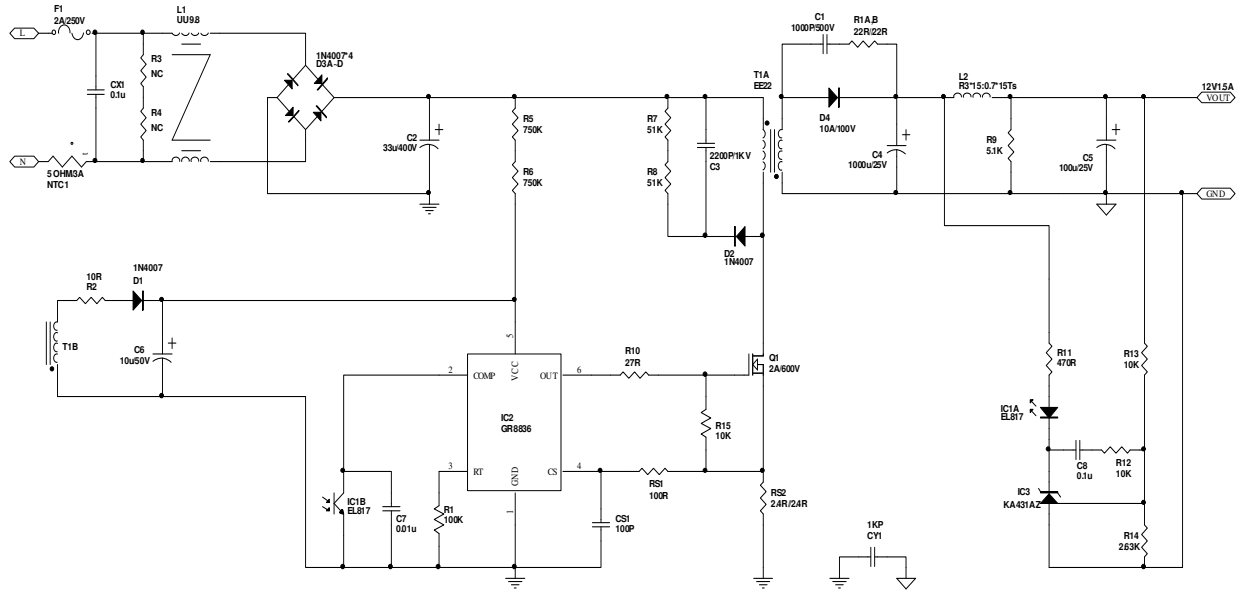 F1
2A/250V
L
L1
UU9.8
R3
NC
CX1
0.1u
R4
NC
t
N
5 OHM3A
NTC1
1N4007*4
D3A-D
C2
33u/400V
R5
750K
R6
750K
R7
51K
R8
51K
2200P/1KV
C3
D2
1N4007
T1A
EE22
C1
1000P/500V
R1A,B
22R/22R
D4
10A/100V
C4
1000u/25V
L2
R3*15:0.7*15Ts
R9
5.1K
C5
100u/25V
12V1.5A
VOUT
GND
10R
R2
1N4007
D1
T1B
C6
10u/50V
5
2
COMP
VCC
OUT
6
IC2
GR8836
3
RT
GND
CS
4
1
R10
27R
Q1
2A/600V
R15
10K
RS1
100R
RS2
2.4R/2.4R
CS1
100P
IC1B
EL817
C7
0.01u
R1
100K
1KP
CY1
R11
470R
R13
10K
IC1A
EL817
C8
0.1u
R12
10K
IC3
KA431AZ
R14
2.63K